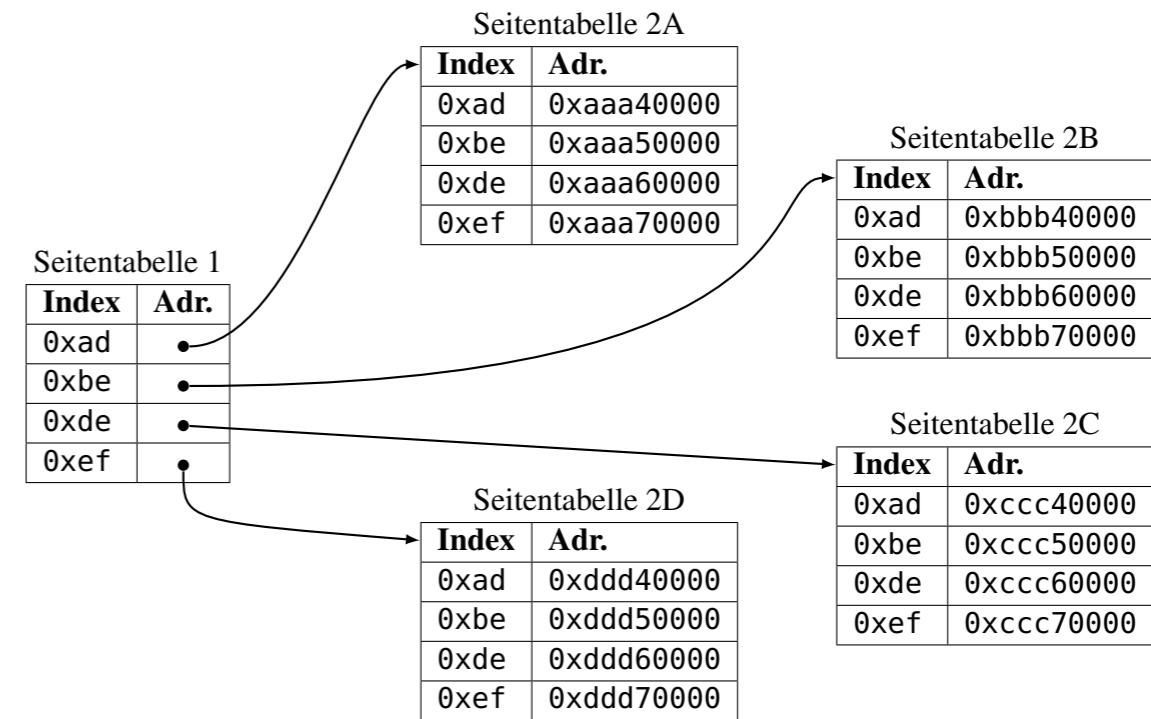 Seitentabelle 1
Index Adr.
0xad
0xbe
0xde
0xef
Seitentabelle 2A
Index Adr.
0xad 0xaaa40000
0xbe 0xaaa50000
0xde 0xaaa60000
0xef 0xaaa70000
Seitentabelle 2B
Index Adr.
0xad 0xbbb40000
0xbe 0xbbb50000
0xde 0xbbb60000
0xef 0xbbb70000
Seitentabelle 2C
Index Adr.
0xad 0xccc40000
0xbe 0xccc50000
0xde 0xccc60000
0xef 0xccc70000
Seitentabelle 2D
Index Adr.
0xad 0xddd40000
0xbe 0xddd50000
0xde 0xddd60000
0xef 0xddd70000